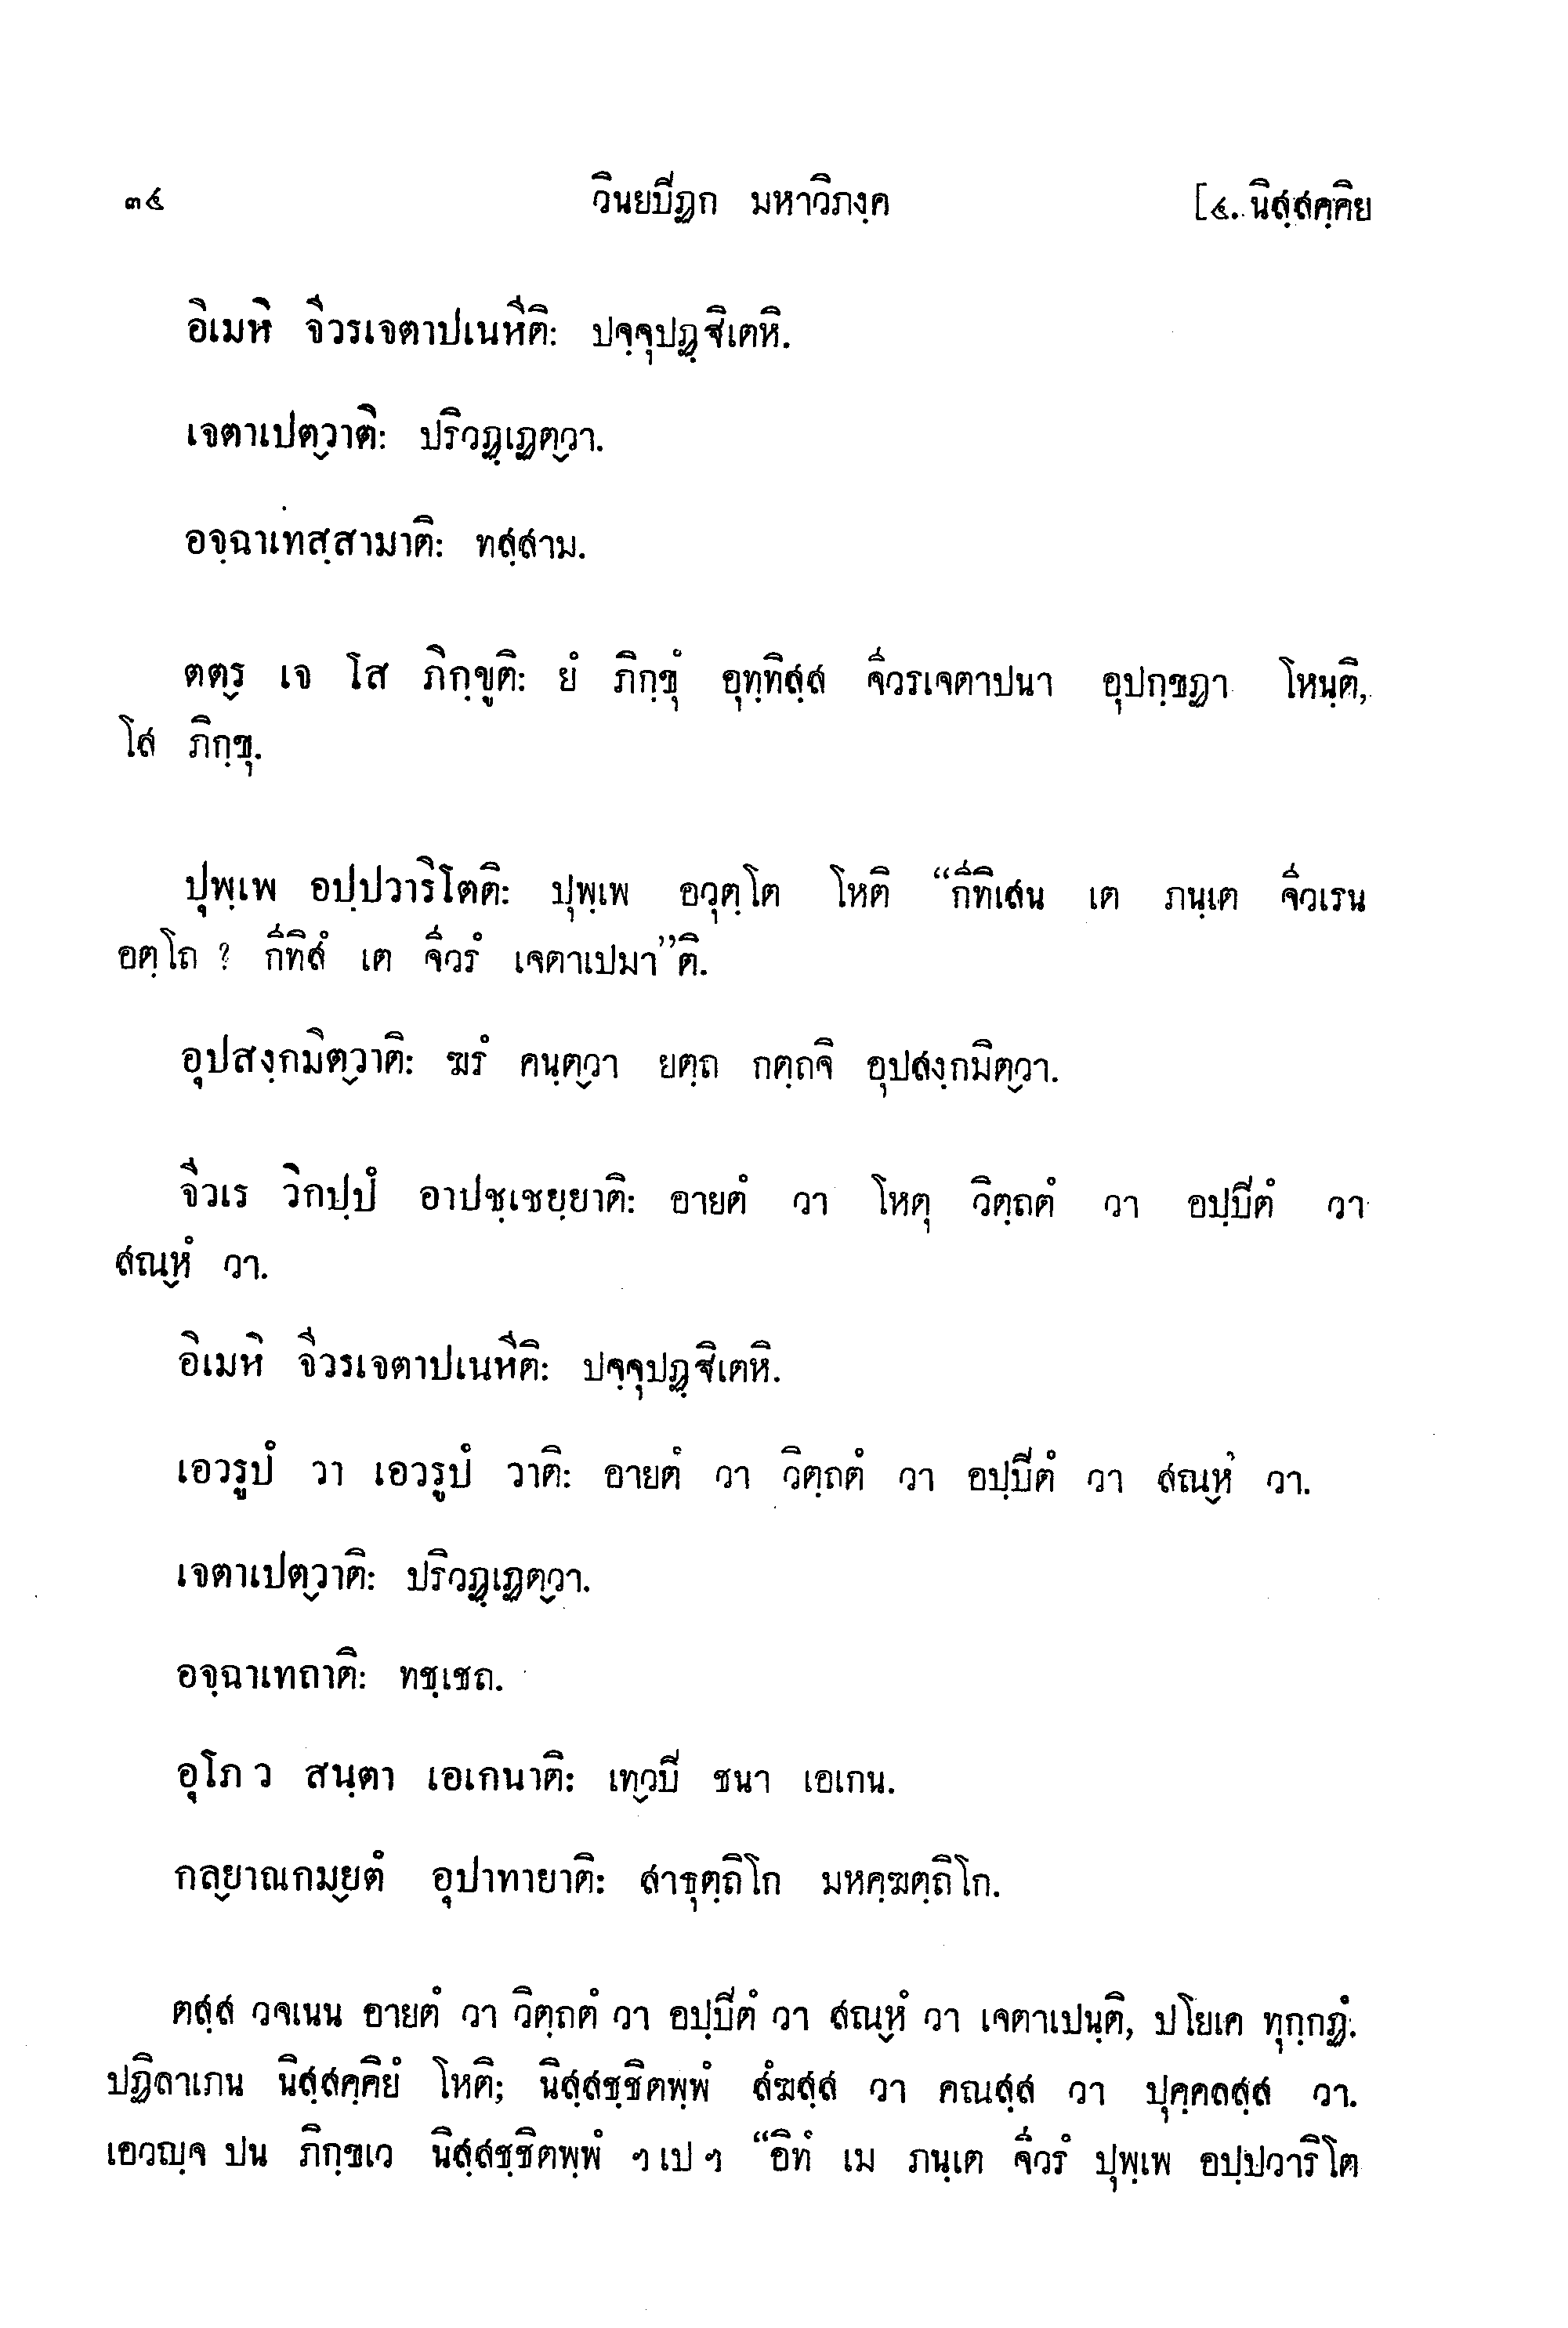 ๓๔ วินยปิฏก มหาวิภงฺค [๔. นิสฺสคฺคิย
อิเมหิ จีวรเจตาปเนหีติ: ปจฺจุปฏฺฐิเตหิ.
เจตาเปตฺวาติ: ปริวฏฺเฏตฺวา.
อจฺฉาเทสฺสามาติ: ทสฺสาม.
ตตฺร เจ โส ภิกฺขูติ: ยํ ภิกฺขุํ อุทฺทิสฺส จีวรเจตาปนา อุปกฺขฏา โหนฺติ,
โส ภิกฺขุ.
ปุพฺเพ อปฺปวาริโตติ: ปุพฺเพ อวุตฺโต โหติ “กีทิเสน เต ภนฺเต จีวเรน
อตฺโถ ? กีทิสํ เต จีวรํ เจตาเปมา”ติ.
อุปสงฺกมิตฺวาติ: ฆรํ คนฺตฺวา ยตฺถ กตฺถจิ อุปสงฺกมิตฺวา.
จีวเร วิกปฺปํ อาปชฺเชยฺยาติ: อายตํ วา โหตุ วิตฺถตํ วา อปฺปิตํ วา
สณฺหํ วา.
อิเมหิ จีวรเจตาปเนหีติ: ปจฺจุปฏฺฐิเตหิ.
เอวรูปํ วา เอวรูปํ วาติ: อายตํ วา วิตฺถตํ วา อปฺปิตํ วา สณฺหํ วา.
เจตาเปตฺวาติ: ปริวฏฺเฏตฺวา.
อจฺฉาเทถาติ: ทชฺเชถ.
อุโภ ว สนฺตา เอเกนาติ: เทฺวปิ ชนา เอเกน.
กลฺยาณกมฺยตํ อุปาทายาติ: สาธุตฺถิโก มหคฺฆตฺถิโก.
ตสฺส วจเนน อายตํ วา วิตฺถตํ วา อปฺปิตํ วา สณฺหํ วา เจตาเปนฺติ, ปโยเค ทุกฺกฏํ.
ปฏิลาเภน นิสฺสคฺคิยํ โหติ; นิสฺสชฺชิตพฺพํ สํฆสฺส วา คณสฺส วา ปุคฺคลสฺส วา.
เอวญฺจ ปน ภิกฺขเว นิสฺสชฺชิตพฺพํ ฯ เป ฯ “อิทํ เม ภนฺเต จีวรํ ปุพฺเพ อปฺปวาริโต